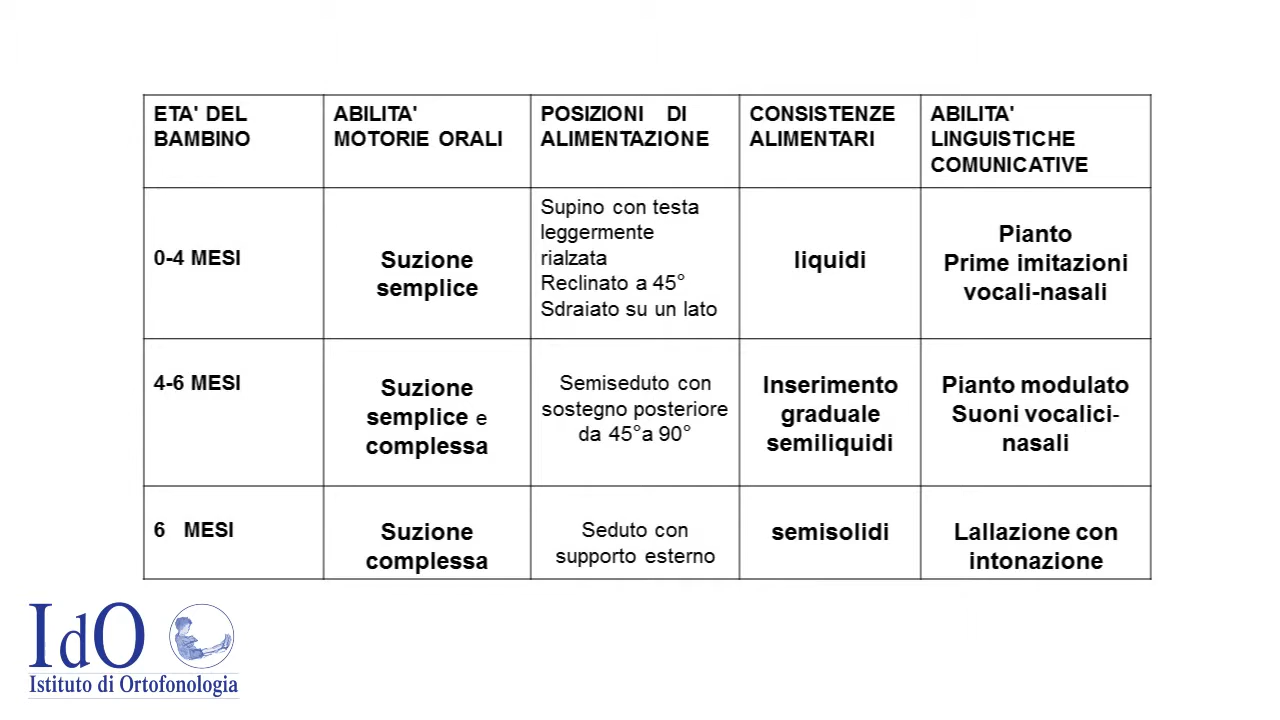 ETA' DEL
BAMBINO
ABILITA'
MOTORIE ORALI
POSIZIONI DI
ALIMENTAZIONE
CONSISTENZE
ALIMENTARI
ABILITA'
LINGUISTICHE
COMUNICATIVE
0-4 MESI
Suzione
semplice
Supino con testa
leggermente
rialzata
Reclinato a 45°
Sdraiato su un lato
liquidi
Pianto
Prime imitazioni
vocali-nasali
4-6 MESI
Suzione
semplice e
complessa
Semiseduto con
sostegno posteriore
da 45°a 90°
Inserimento
graduale
semiliquidi
Pianto modulato
Suoni vocalici-
nasali
6 MESI
Suzione
complessa
Seduto con
supporto esterno
semisolidi
Lallazione con
intonazione
IdO
Istituto di Ortofonologia